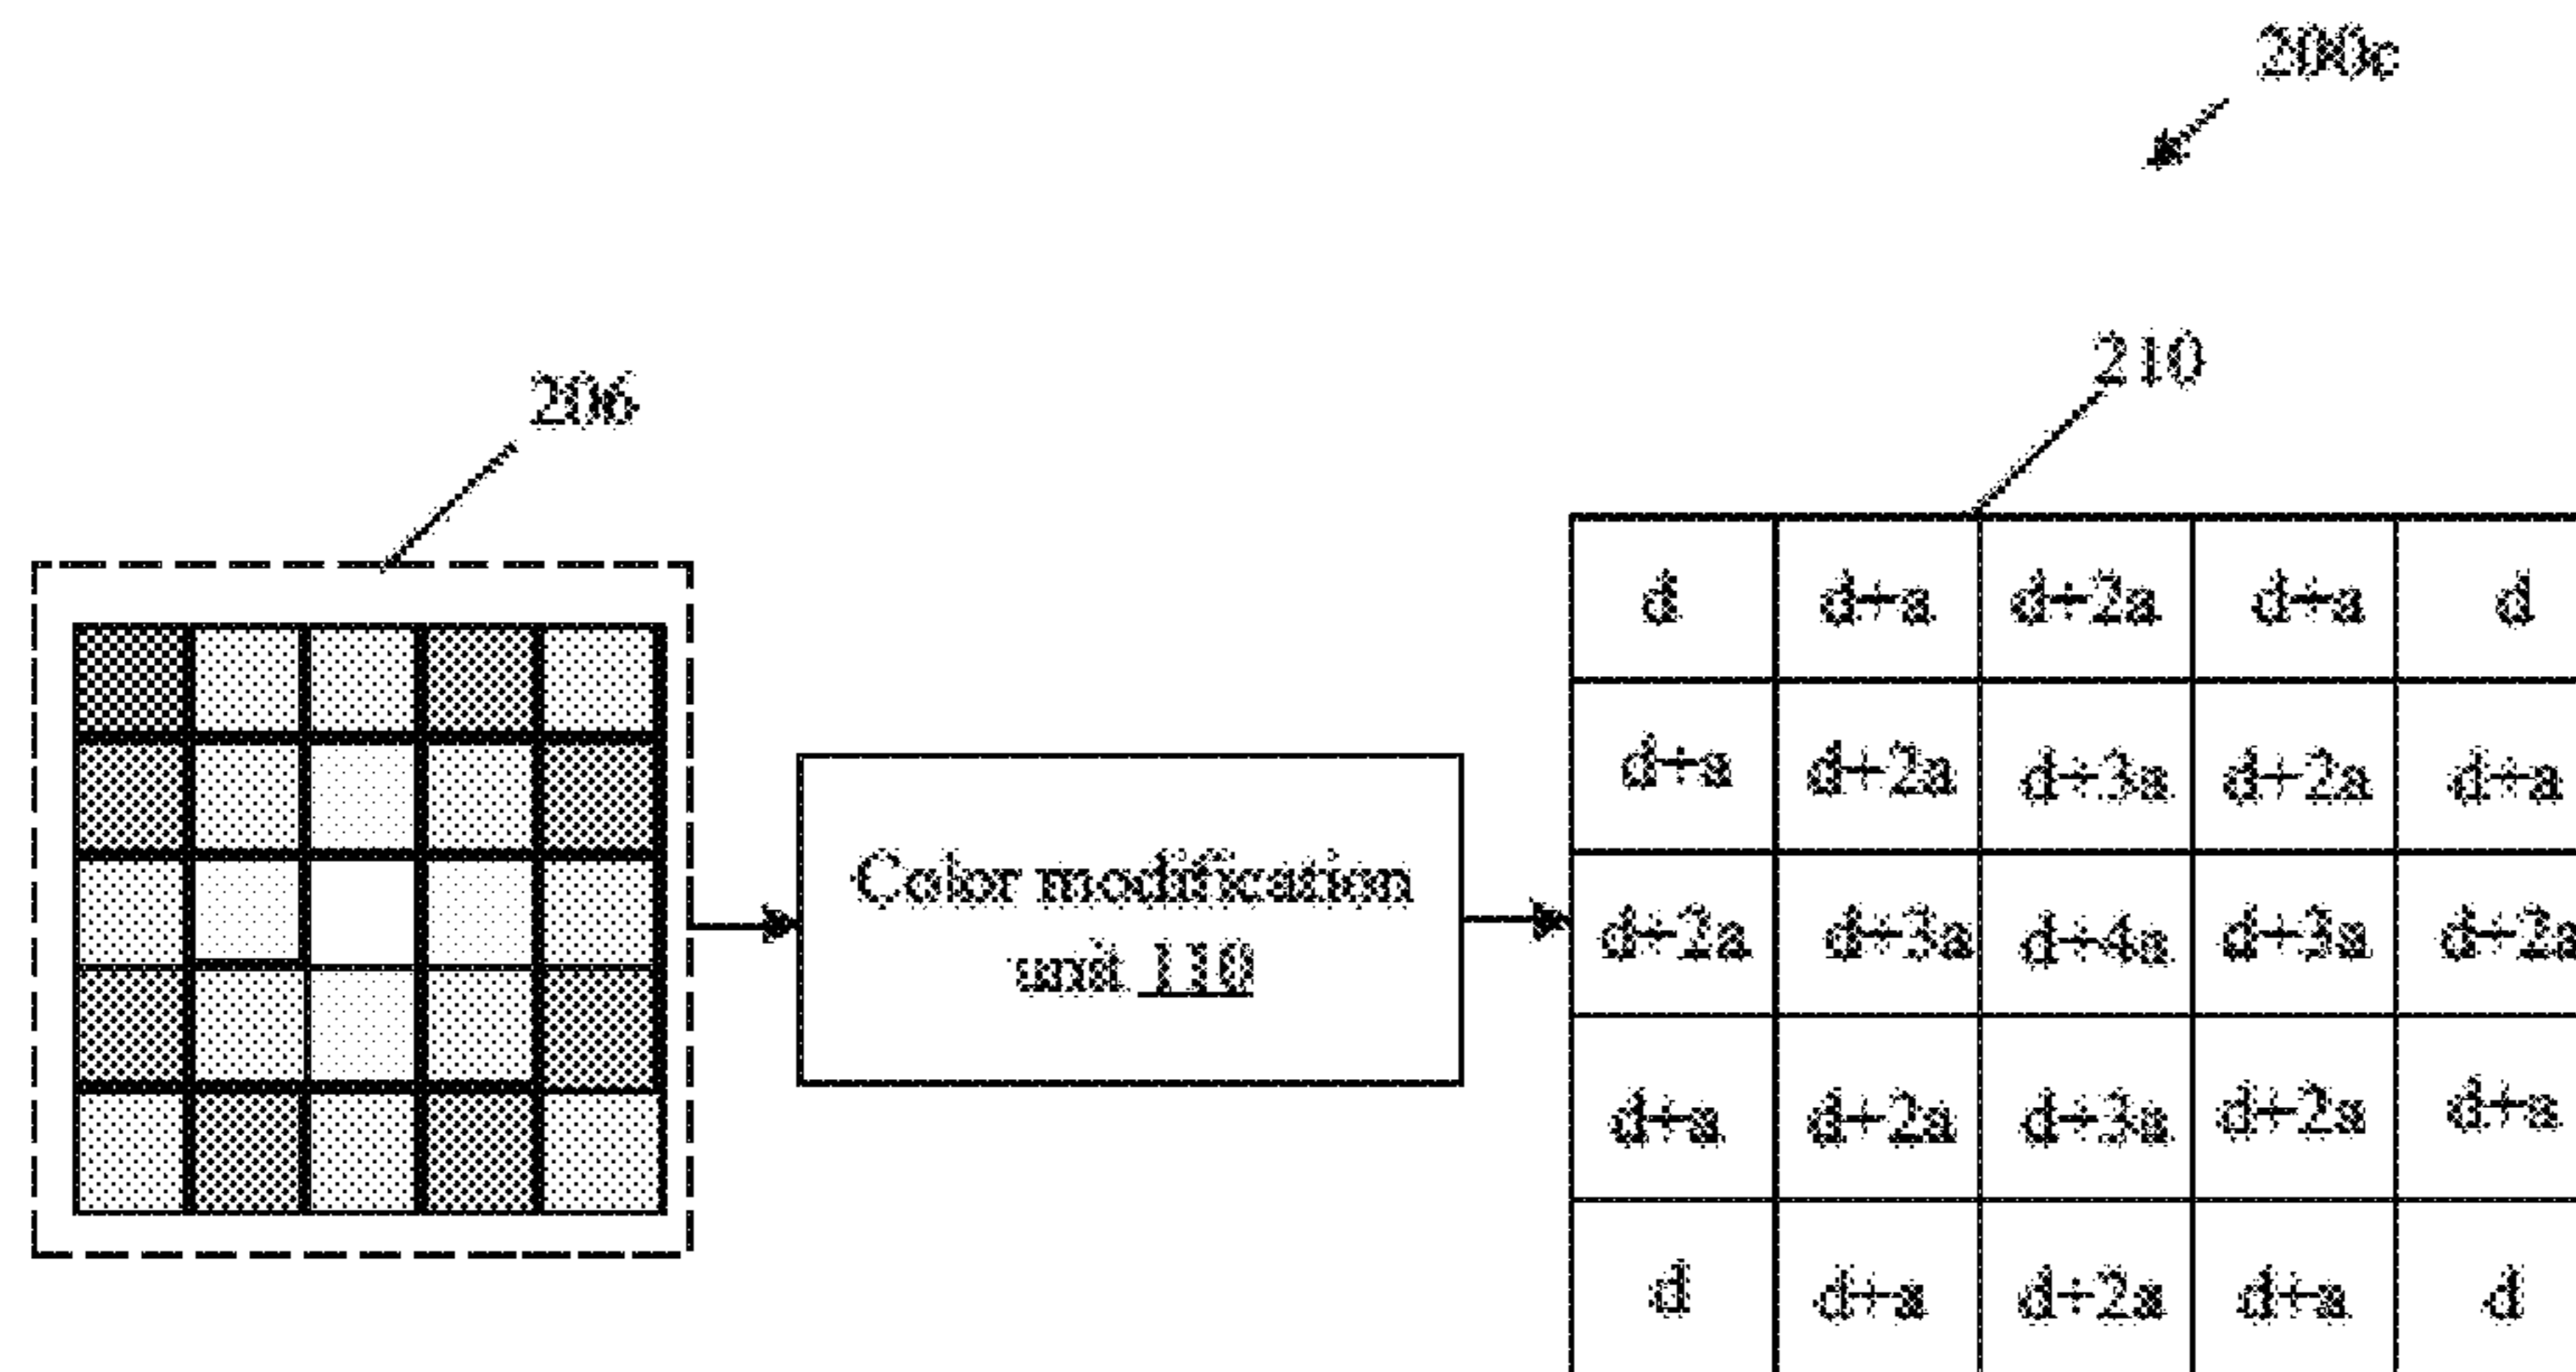 200c
210
206
d d+a d+2a d+a d
d+a d+2a d+3a d+2a d+a
Color modification
unit 110
d+2a d+3a d+4a d+3a d+2a
d+a d+2a d+3a d+2a d+a
d d+a d+2a d+a d